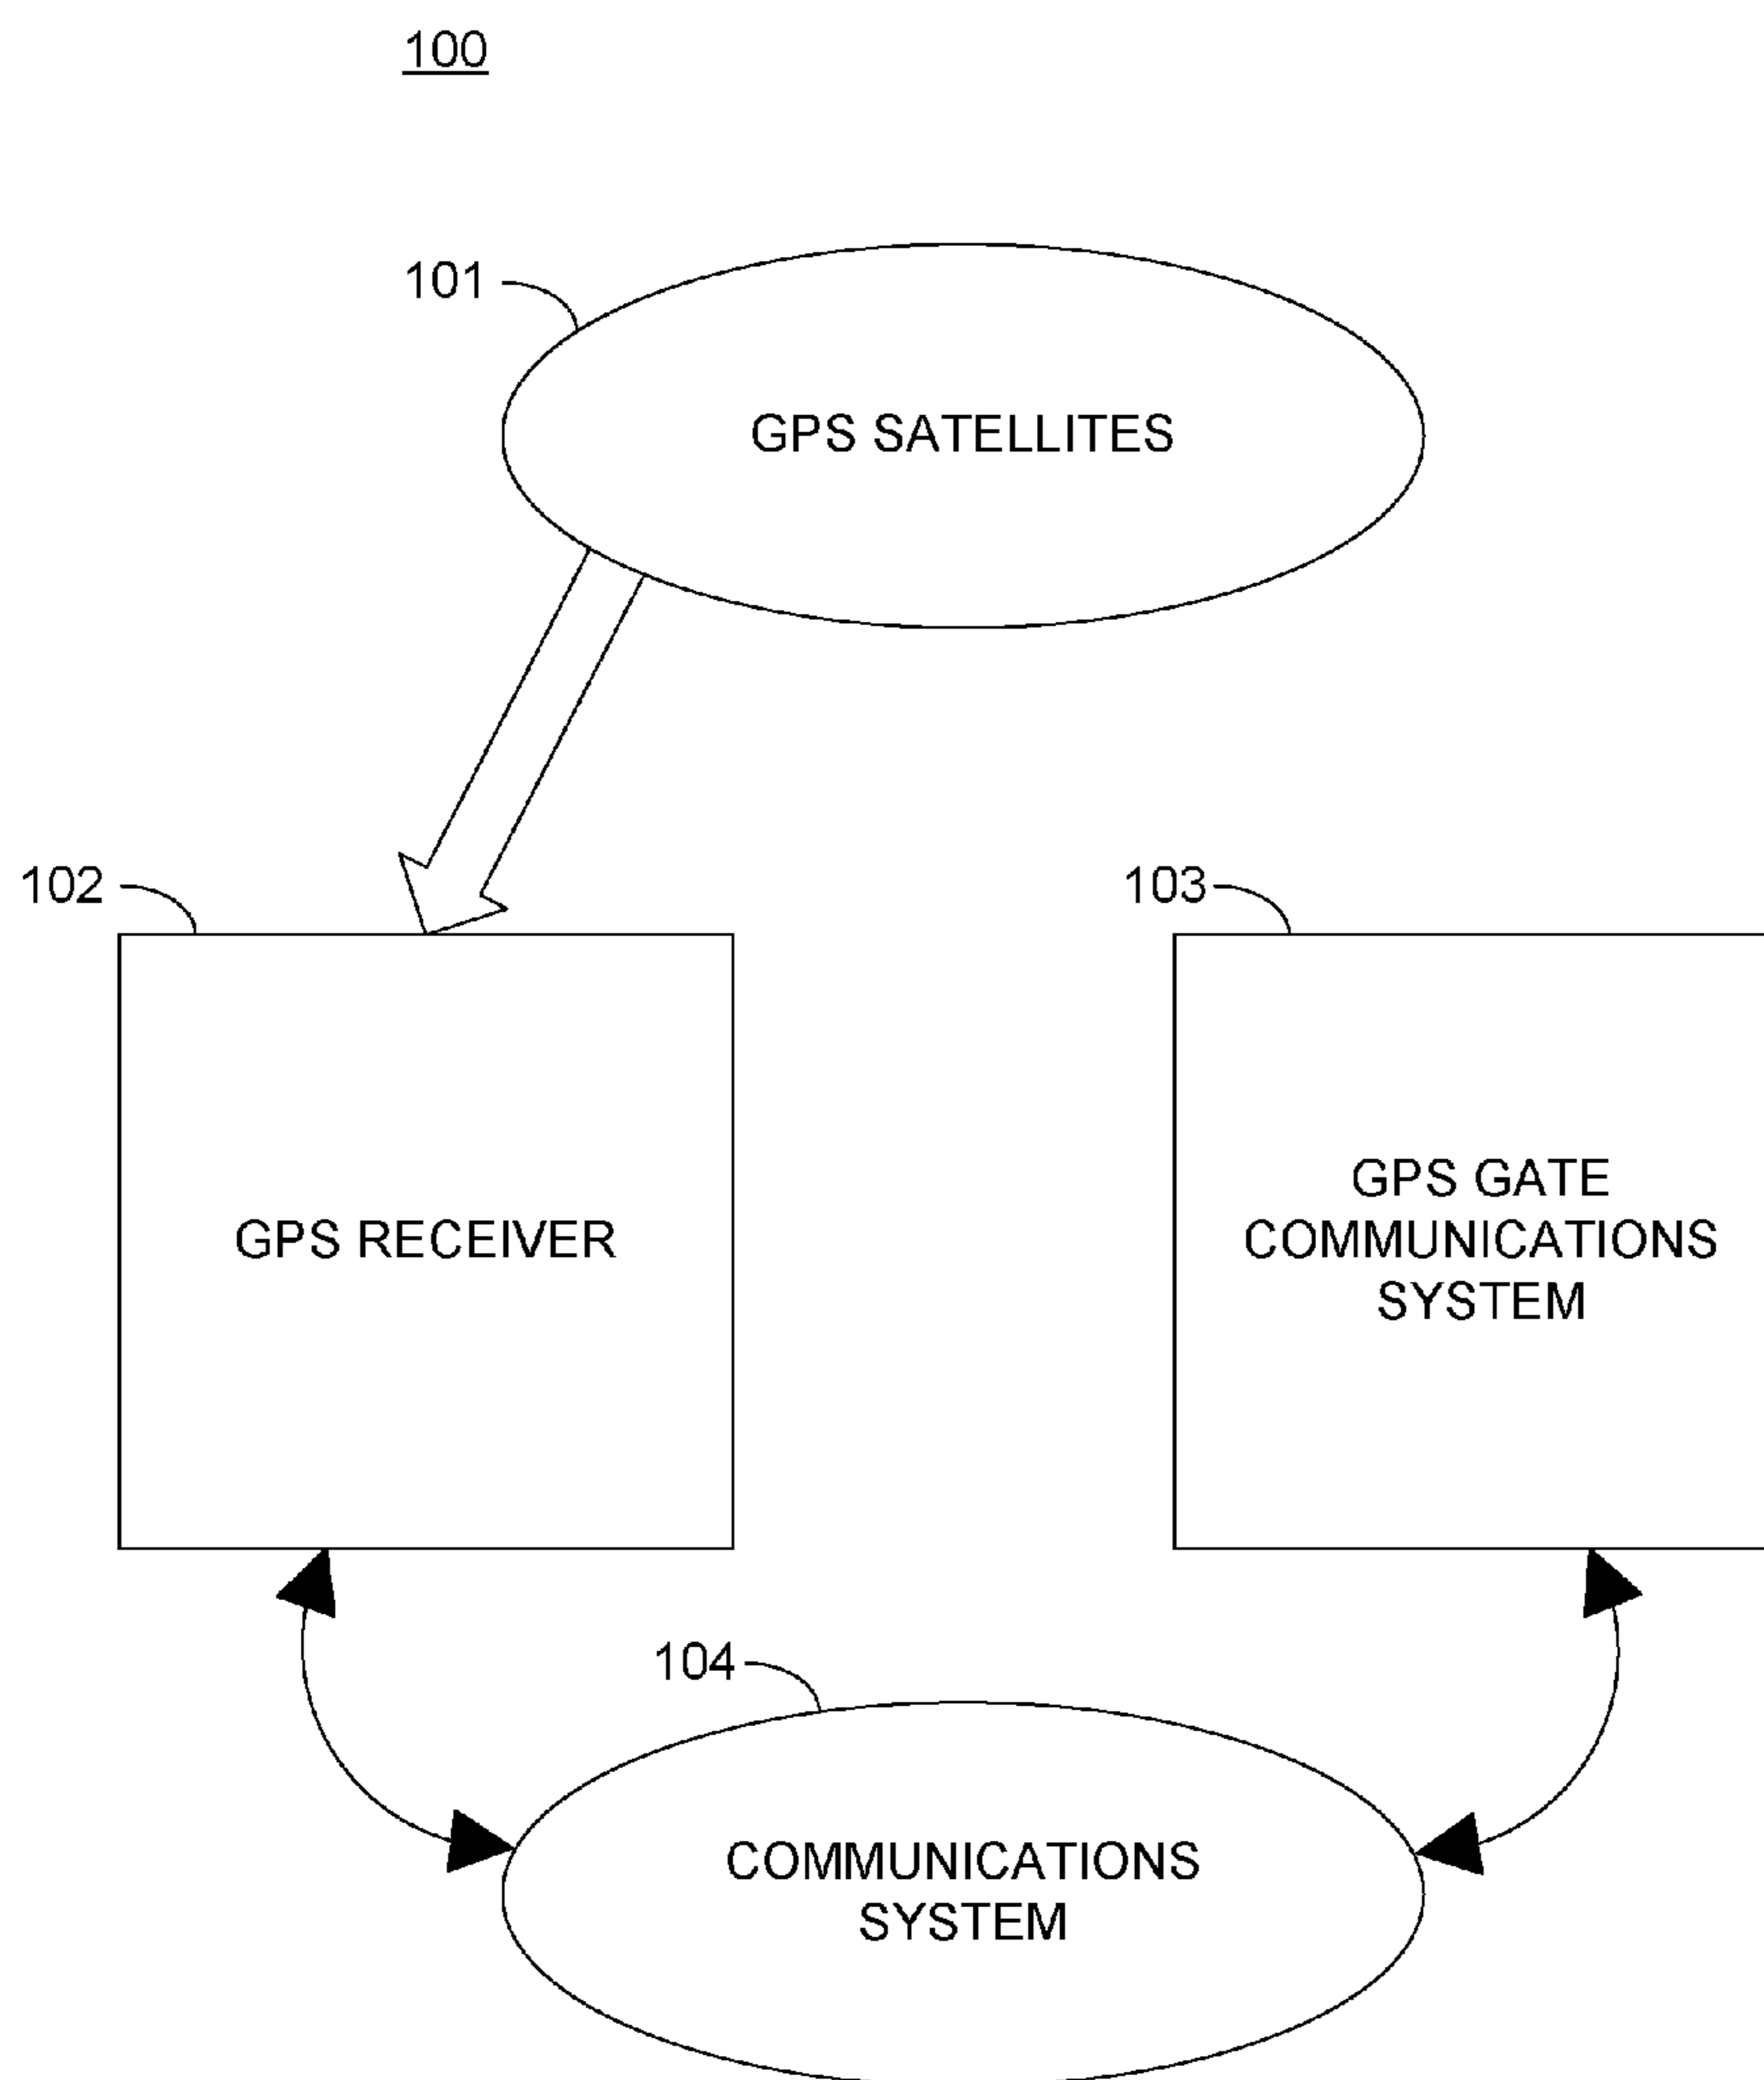 100
101
GPS SATELLITES
102
103
GPS RECEIVER
GPS GATE
COMMUNICATIONS
SYSTEM
104
COMMUNICATIONS
SYSTEM